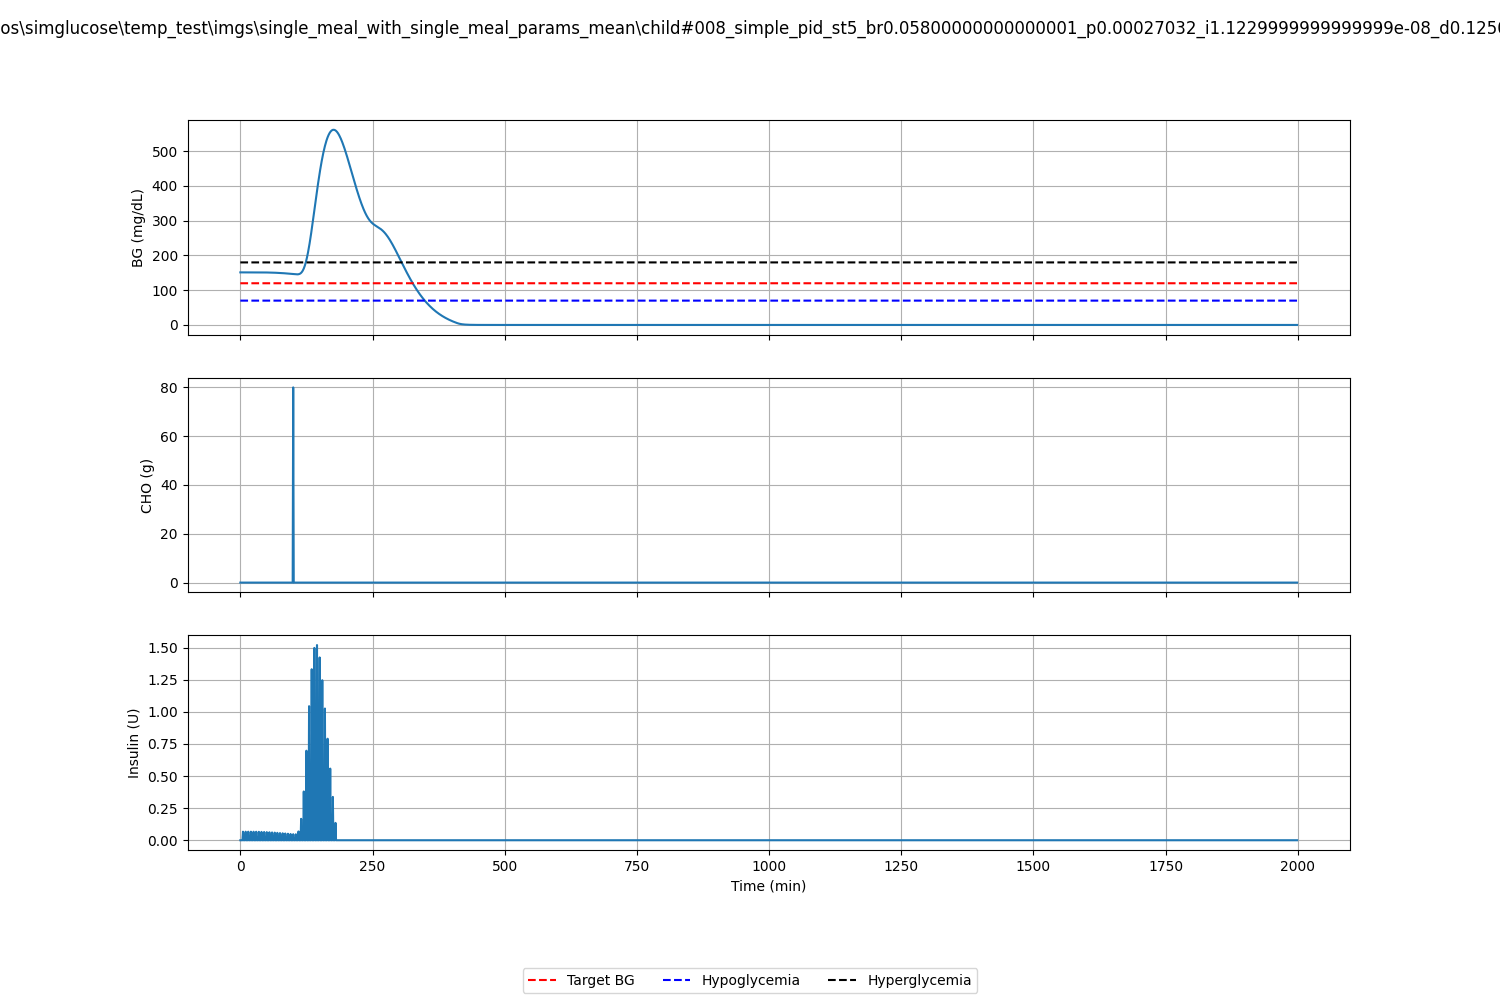 os\simglucose\temp_test\imgs\single_meal_with_single_meal_params_mean\child#008_simple_pid_st5_br0.05800000000000001_p0.00027032_i1.1229999999999999e-08_d0.125
BG (mg/dL)
500
400
300
200
100
0
CHO (g)
80
60
40
20
0
Insulin (U)
1.50
1.25
1.00
0.75
0.50
0.25
0.00
0 250 500 750 1000 1250 1500 1750 2000
Time (min)
Target BG Hypoglycemia Hyperglycemia